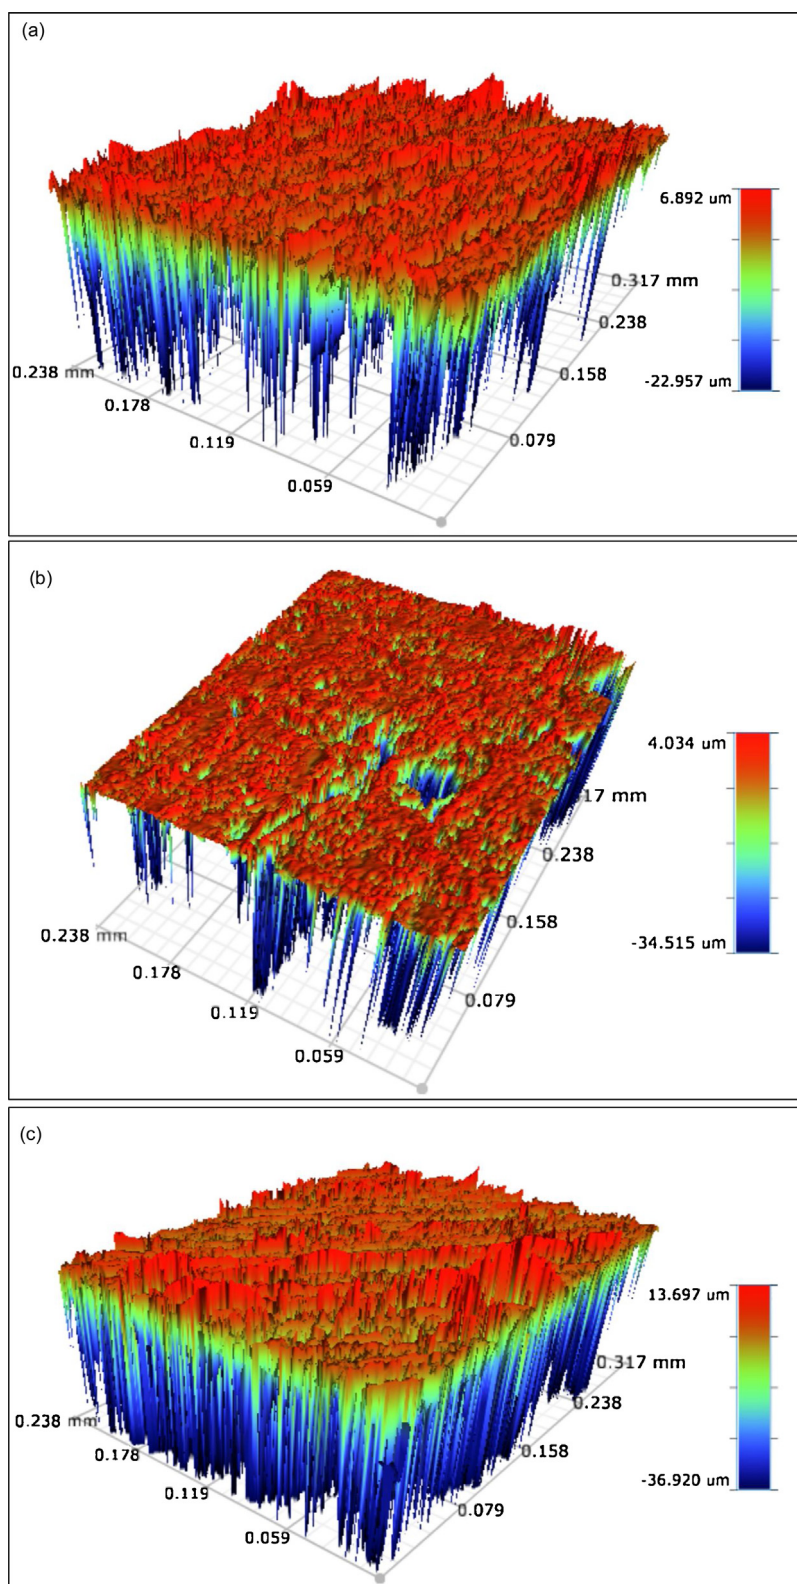 (a)
6.892 um
-22.957 um
0.317 mm
0.238
0.158
0.079
0.238 mm
0.178
0.119
0.059
(b)
4.034 um
-34.515 um
17 mm
0.238
0.158
0.079
0.238 mm
0.178
0.119
0.059
(c)
13.697 um
-36.920 um
0.317 mm
0.238
0.158
0.079
0.238 mm
0.178
0.119
0.059